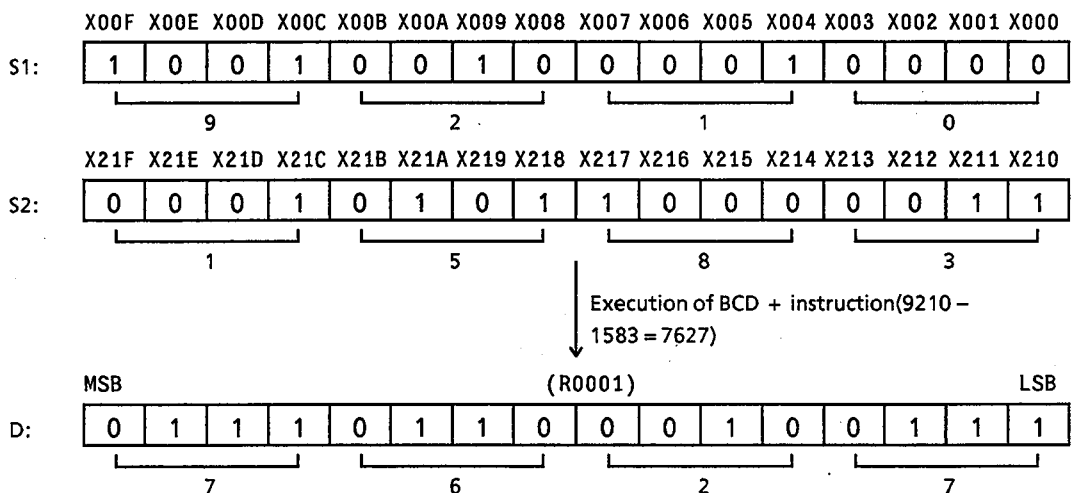 X00F X00E X00D X00C X00B X00A X009 X008 X007 X006 X005 X004 X003 X002 X001 X000
S1: 1 0 0 1 0 0 1 0 0 0 0 1 0 0 0 0
9 2 1 0
X21F X21E X21D X21C X21B X21A X219 X218 X217 X216 X215 X214 X213 X212 X211 X210
S2: 0 0 0 1 0 1 0 1 1 0 0 0 0 0 1 1
1 5 8 3
Execution of BCD + instruction(9210 –
1583 = 7627)
MSB (R0001) LSB
D: 0 1 1 1 0 1 1 0 0 0 1 0 0 1 1 1
7 6 2 7